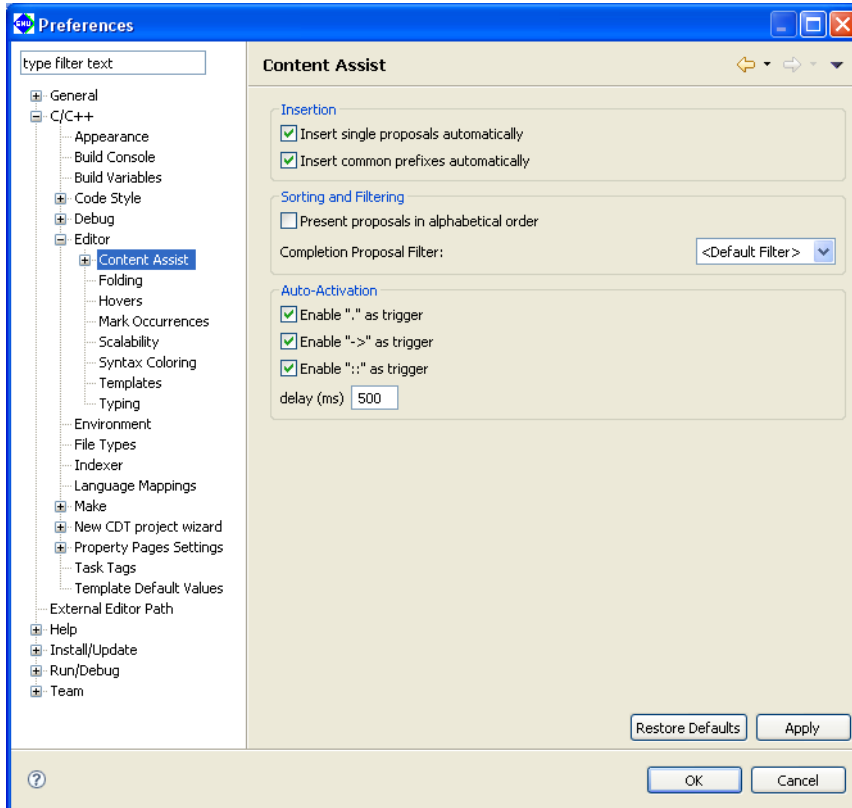 GNU Preferences
type filter text
General
C/C++
Appearance
Build Console
Build Variables
Code Style
Debug
Editor
Content Assist
Folding
Hovers
Mark Occurrences
Scalability
Syntax Coloring
Templates
Typing
Environment
File Types
Indexer
Language Mappings
Make
New CDT project wizard
Property Pages Settings
Task Tags
Template Default Values
External Editor Path
Help
Install/Update
Run/Debug
Team
Content Assist
Insertion
Insert single proposals automatically
Insert common prefixes automatically
Sorting and Filtering
Present proposals in alphabetical order
Completion Proposal Filter: <Default Filter>
Auto-Activation
Enable "." as trigger
Enable "->" as trigger
Enable "::" as trigger
delay (ms) 500
Restore Defaults Apply
? OK Cancel